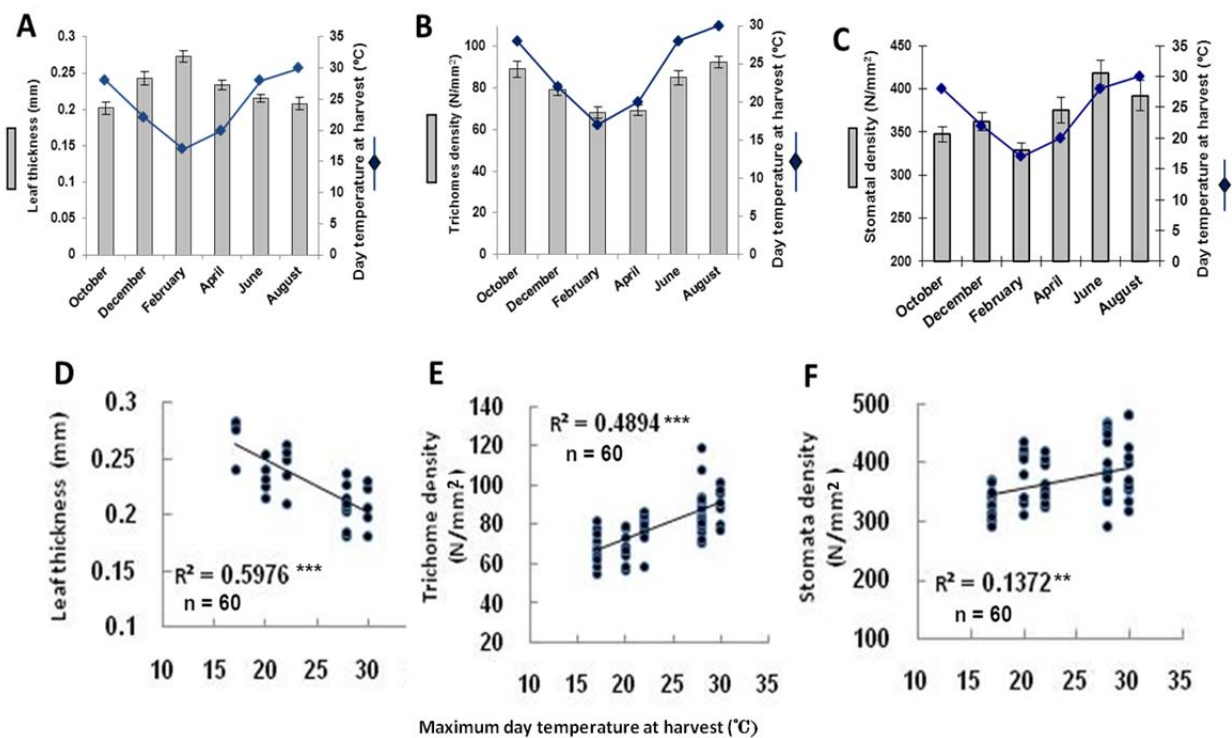 A
Leaf thickness (mm)
0.3
0.25
0.2
0.15
0.1
0.05
0
35
30
25
20
15
10
5
0
Day temperature at harvest (°C)
October
December
February
April
June
August
B
Trichomes density (N/mm²)
100
80
60
40
20
0
30
25
20
15
10
5
0
Day temperature at harvest (°C)
October
December
February
April
June
August
C
Stomatal density (N/mm²)
450
400
350
300
250
200
35
30
25
20
15
10
5
0
Day temperature at harvest (°C)
October
December
February
April
June
August
D
Leaf thickness (mm)
0.3
0.25
0.2
0.15
0.1
R² = 0.5976 ***
n = 60
10
20
30
E
Trichome density
(N/mm²)
140
120
100
80
60
40
20
R² = 0.4894 ***
n = 60
10
15
20
25
30
35
F
Stomata density
(N/mm²)
500
400
300
200
100
R² = 0.1372 **
n = 60
10
15
20
25
30
35
Maximum day temperature at harvest (°C)